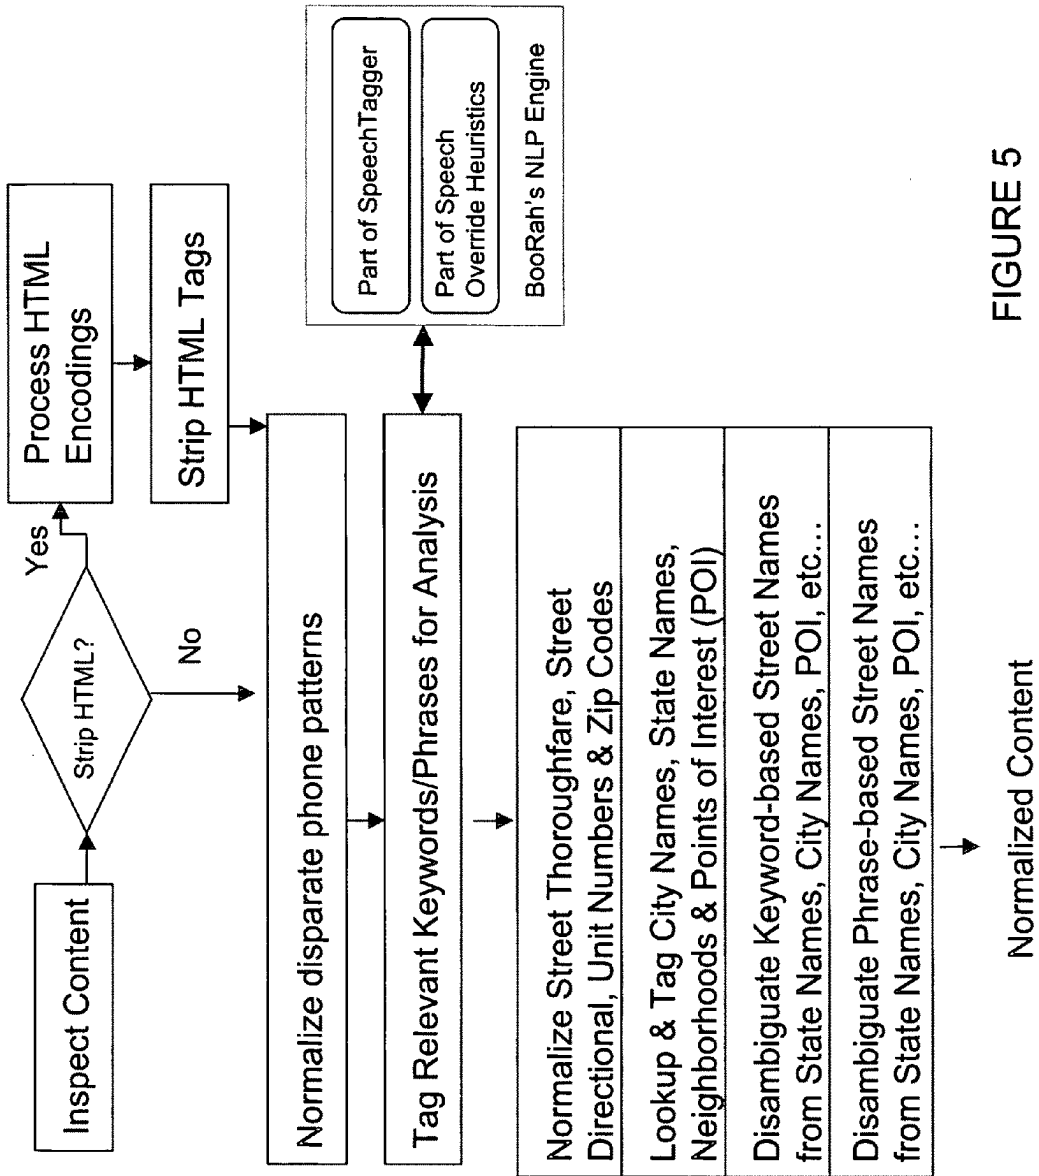 Inspect Content
Strip HTML?
Yes
No
Process HTML
Encodings
Strip HTML Tags
Normalize disparate phone patterns
Tag Relevant Keywords/Phrases for Analysis
Part of SpeechTagger
Part of Speech
Override Heuristics
BooRah's NLP Engine
Normalize Street Thoroughfare, Street
Directional, Unit Numbers & Zip Codes
Lookup & Tag City Names, State Names,
Neighborhoods & Points of Interest (POI)
Disambiguate Keyword-based Street Names
from State Names, City Names, POI, etc...
Disambiguate Phrase-based Street Names
from State Names, City Names, POI, etc...
Normalized Content
FIGURE 5